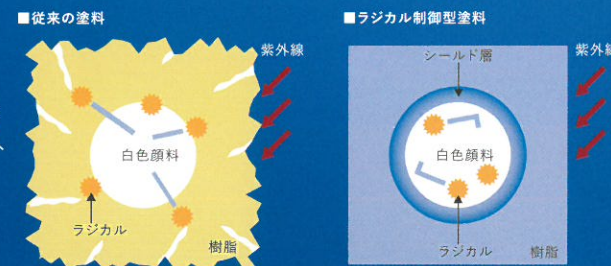 ■従来の塗料
紫外線
白色顔料
ラジカル
樹脂
■ラジカル制御型塗料
シールド層
紫外線
白色顔料
ラジカル
樹脂